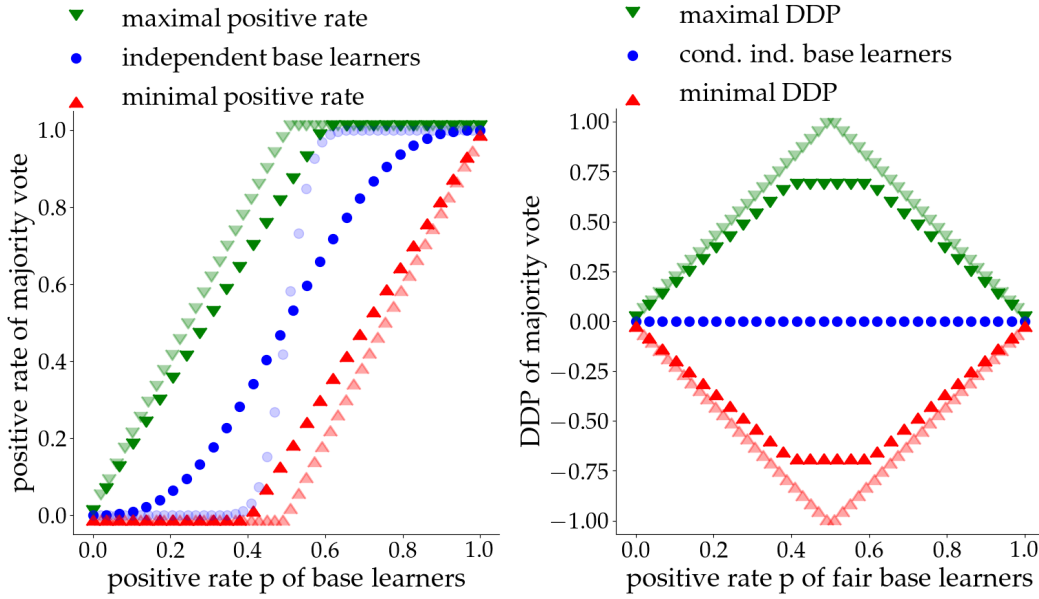 maximal positive rate
independent base learners
minimal positive rate
positive rate of majority vote
1.0
0.8
0.6
0.4
0.2
0.0
0.0 0.2 0.4 0.6 0.8 1.0
positive rate p of base learners
maximal DDP
cond. ind. base learners
minimal DDP
DDP of majority vote
1.00
0.75
0.50
0.25
0.00
−0.25
−0.50
−0.75
−1.00
0.0 0.2 0.4 0.6 0.8 1.0
positive rate p of fair base learners